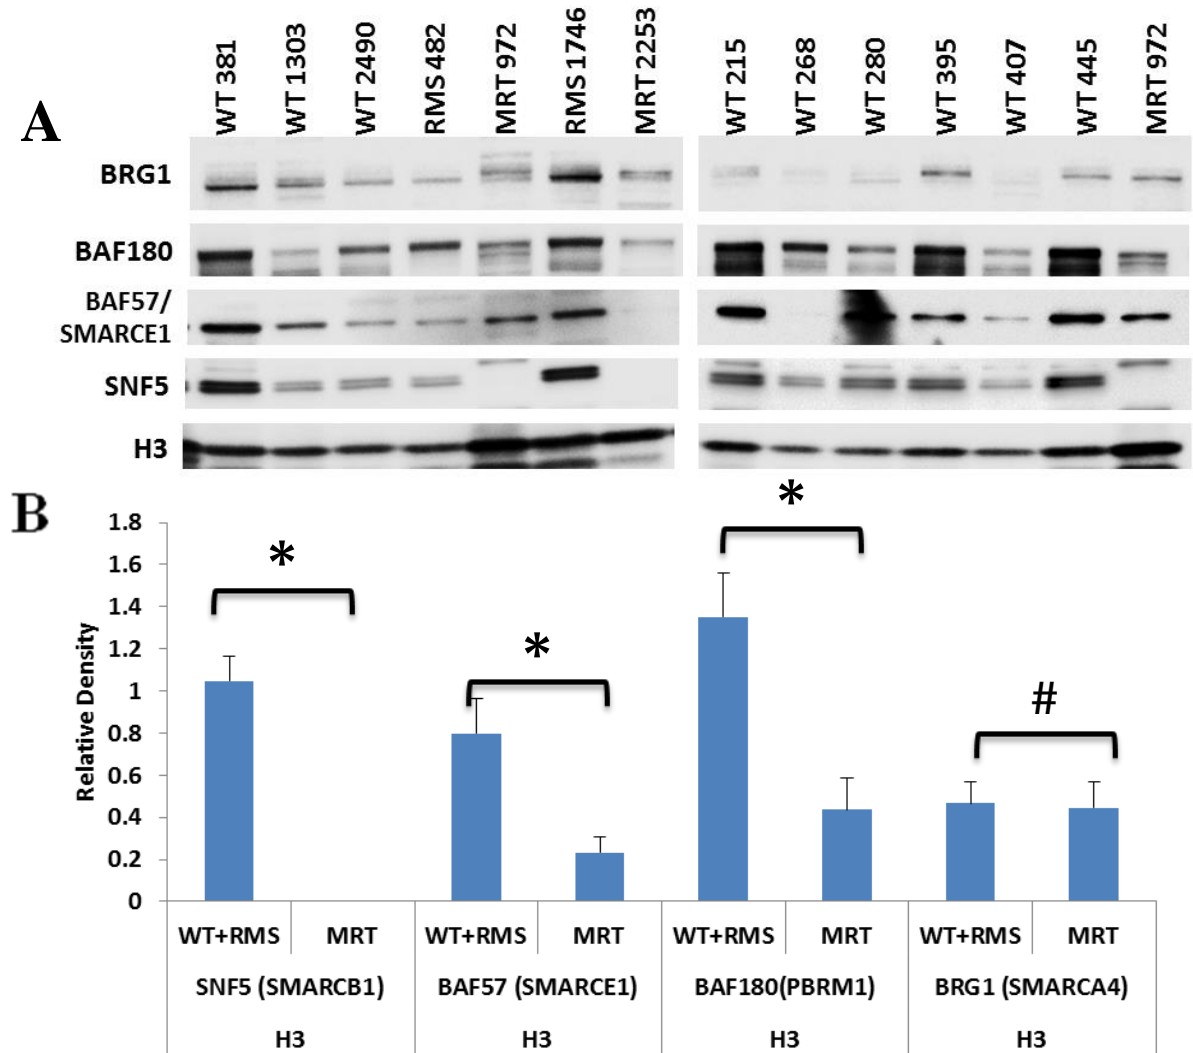 A
WT 381
WT 1303
WT 2490
RMS 482
MRT 972
RMS 1746
MRT 2253
WT 215
WT 268
WT 280
WT 395
WT 407
WT 445
MRT 972
BRG1
BAF180
BAF57/
SMARCE1
SNF5
H3
B
Relative Density
1.8
1.6
1.4
1.2
1
0.8
0.6
0.4
0.2
0
*
*
*
#
WT+RMS MRT WT+RMS MRT WT+RMS MRT WT+RMS MRT
SNF5 (SMARCB1) BAF57 (SMARCE1) BAF180(PBRM1) BRG1 (SMARCA4)
H3 H3 H3 H3